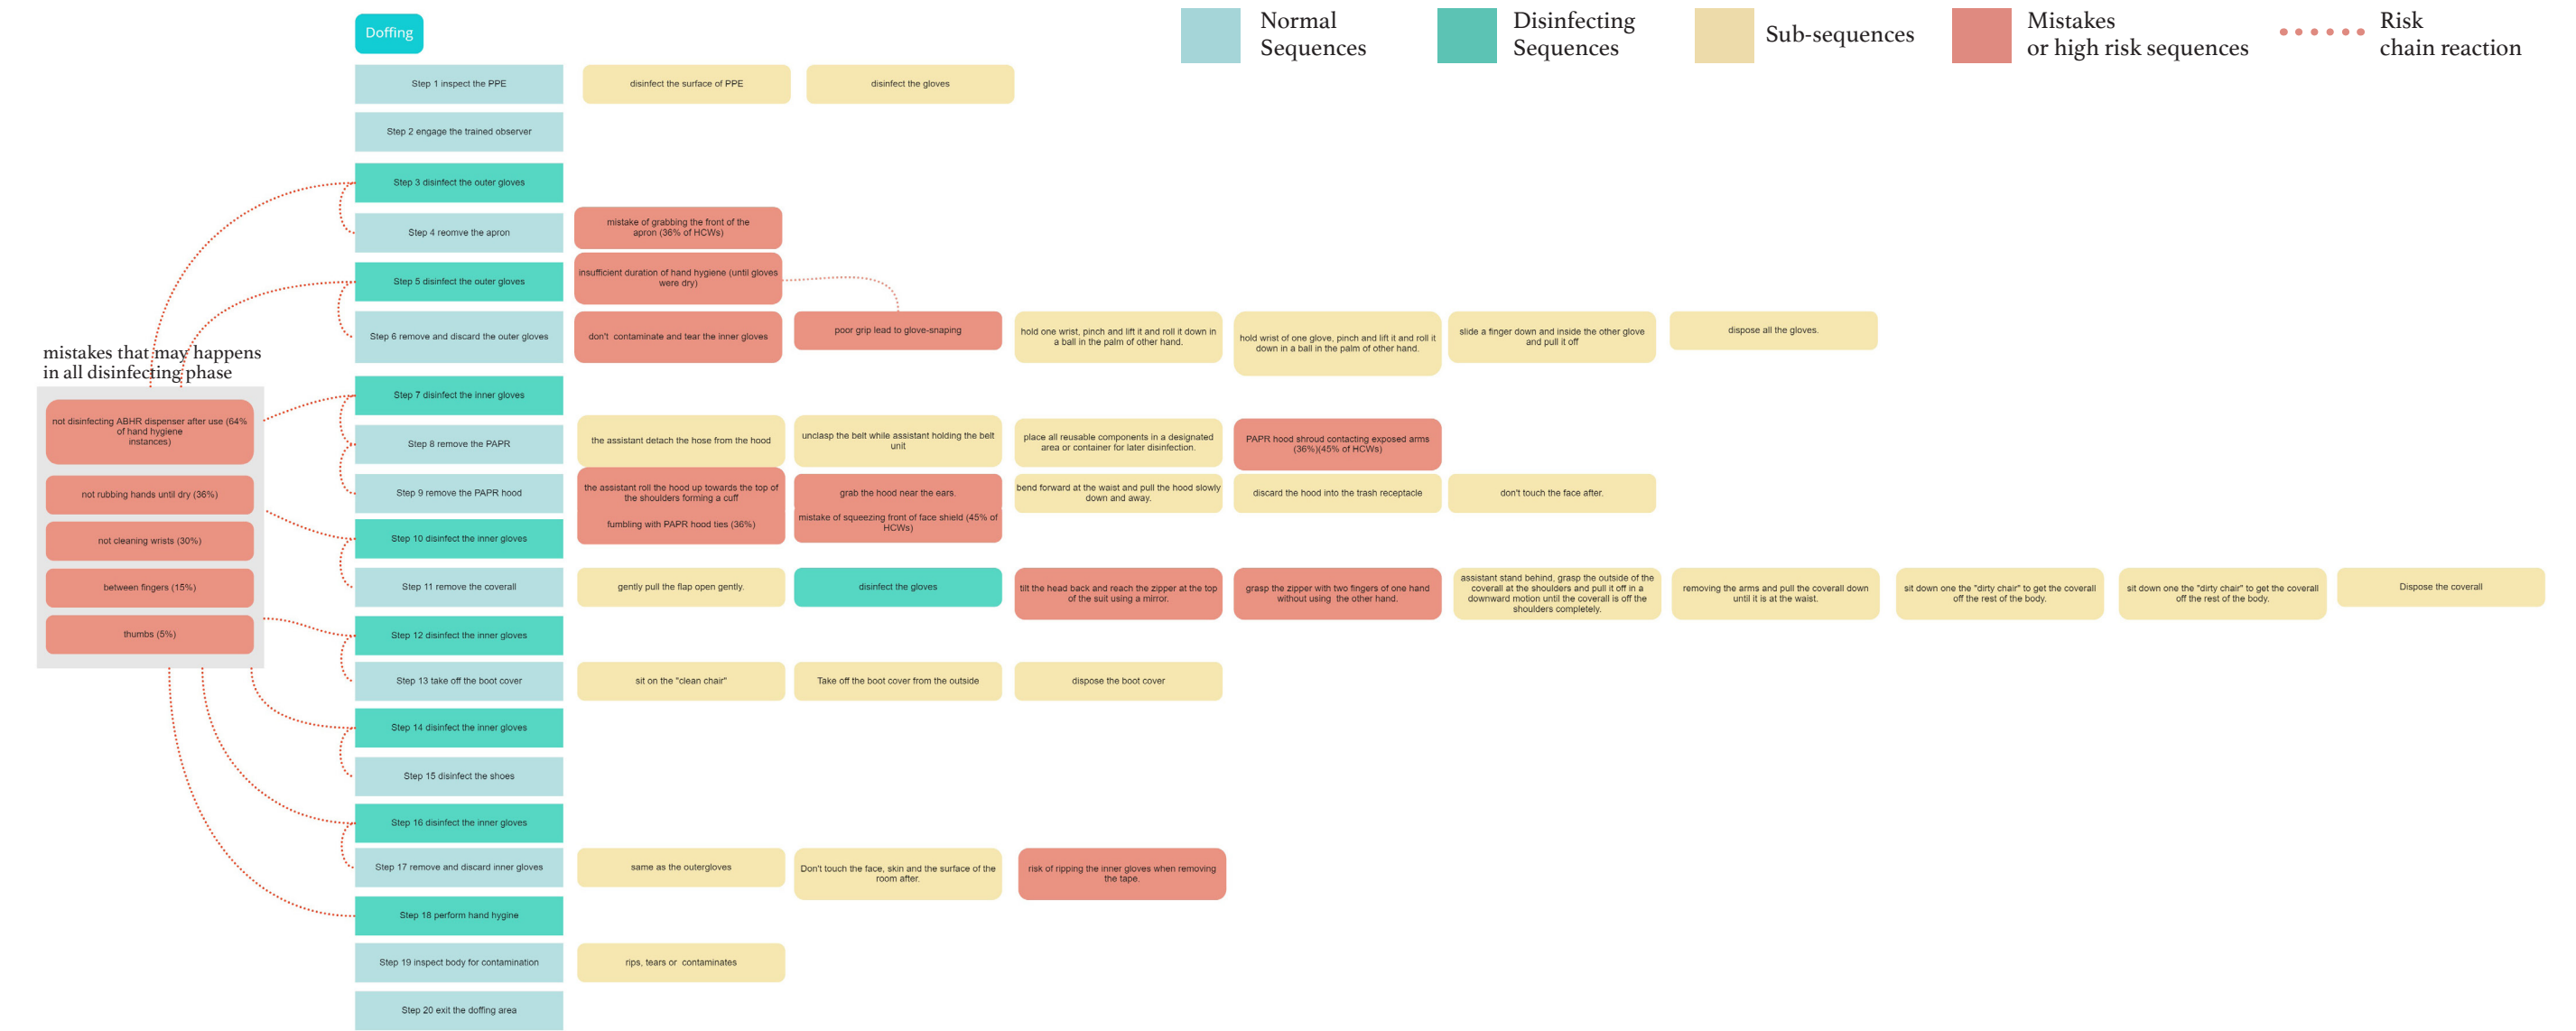 Doffing
Normal
Sequences
Disinfecting
Sequences
Sub-sequences
Mistakes
or high risk sequences
Risk
chain reaction
Step 1 inspect the PPE
disinfect the surface of PPE
disinfect the gloves
Step 2 engage the trained observer
Step 3 disinfect the outer gloves
Step 4 reomve the apron
mistake of grabbing the front of the
apron (36% of HCWs)
Step 5 disinfect the outer gloves
insufficient duration of hand hygiene (until gloves
were dry)
Step 6 remove and discard the outer gloves
don't contaminate and tear the inner gloves
poor grip lead to glove-snaping
hold one wrist, pinch and lift it and roll it down in
a ball in the palm of other hand.
hold wrist of one glove, pinch and lift it and roll it
down in a ball in the palm of other hand.
slide a finger down and inside the other glove
and pull it off
dispose all the gloves.
mistakes that may happens
in all disinfecting phase
not disinfecting ABHR dispenser after use (64%
of hand hygiene
instances)
not rubbing hands until dry (36%)
not cleaning wrists (30%)
between fingers (15%)
thumbs (5%)
Step 7 disinfect the inner gloves
Step 8 remove the PAPR
the assistant detach the hose from the hood
unclasp the belt while assistant holding the belt
unit
place all reusable components in a designated
area or container for later disinfection.
PAPR hood shroud contacting exposed arms
(36%)(45% of HCWs)
Step 9 remove the PAPR hood
the assistant roll the hood up towards the top of
the shoulders forming a cuff
grab the hood near the ears.
bend forward at the waist and pull the hood slowly
down and away.
discard the hood into the trash receptacle
don't touch the face after.
fumbling with PAPR hood ties (36%)
mistake of squeezing front of face shield (45% of
HCWs)
Step 10 disinfect the inner gloves
Step 11 remove the coverall
gently pull the flap open gently.
disinfect the gloves
tilt the head back and reach the zipper at the top
of the suit using a mirror.
grasp the zipper with two fingers of one hand
without using the other hand.
assistant stand behind, grasp the outside of the
coverall at the shoulders and pull it off in a
downward motion until the coverall is off the
shoulders completely.
removing the arms and pull the coverall down
until it is at the waist.
sit down one the "dirty chair" to get the coverall
off the rest of the body.
sit down one the "dirty chair" to get the coverall
off the rest of the body.
Dispose the coverall
Step 12 disinfect the inner gloves
Step 13 take off the boot cover
sit on the "clean chair"
Take off the boot cover from the outside
dispose the boot cover
Step 14 disinfect the inner gloves
Step 15 disinfect the shoes
Step 16 disinfect the inner gloves
Step 17 remove and discard inner gloves
same as the outergloves
Don't touch the face, skin and the surface of the
room after.
risk of ripping the inner gloves when removing
the tape.
Step 18 perform hand hygine
Step 19 inspect body for contamination
rips, tears or contaminates
Step 20 exit the doffing area